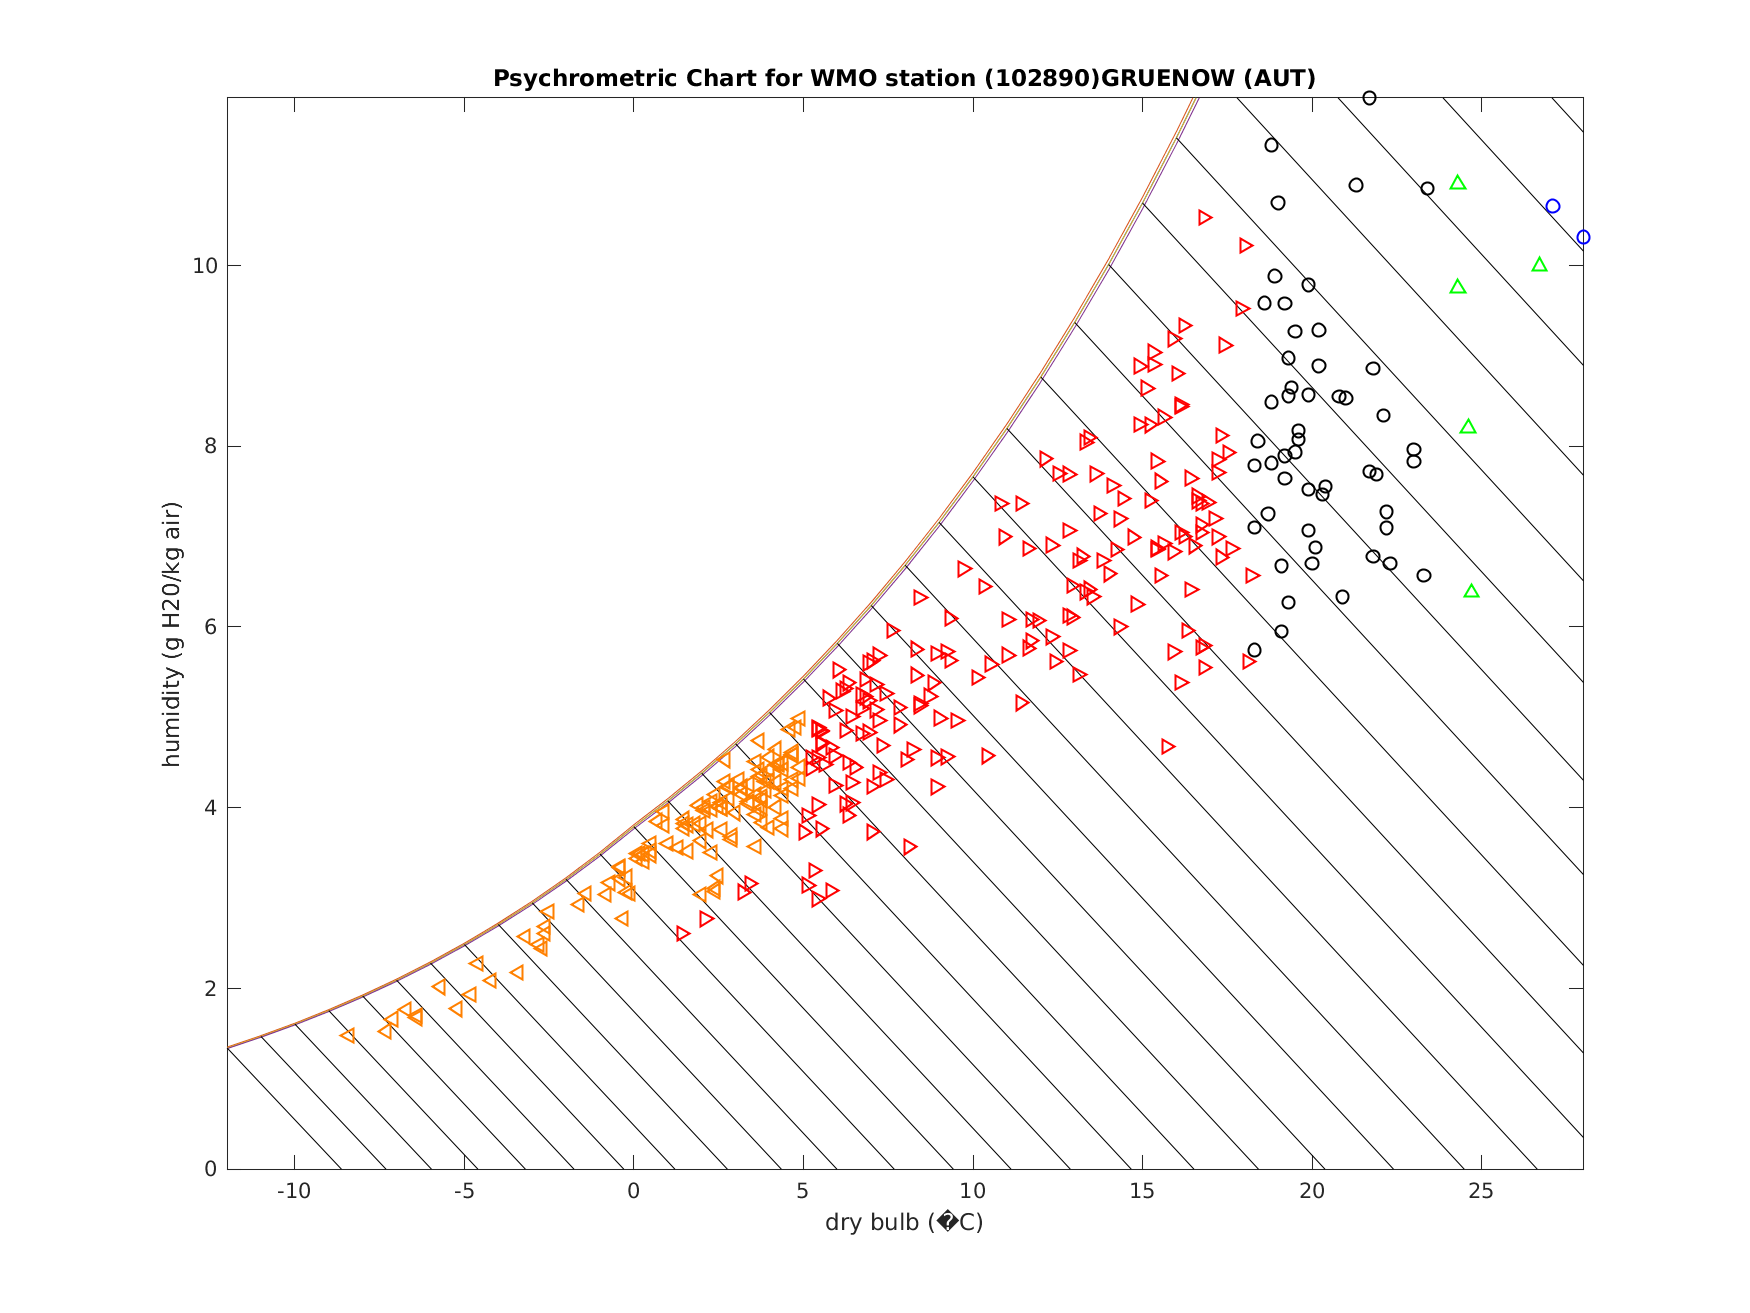 Psychrometric Chart for WMO station (102890)GRUENOW (AUT)
humidity (g H20/kg air)
10
8
6
4
2
0
-10 -5 0 5 10 15 20 25
dry bulb (�C)